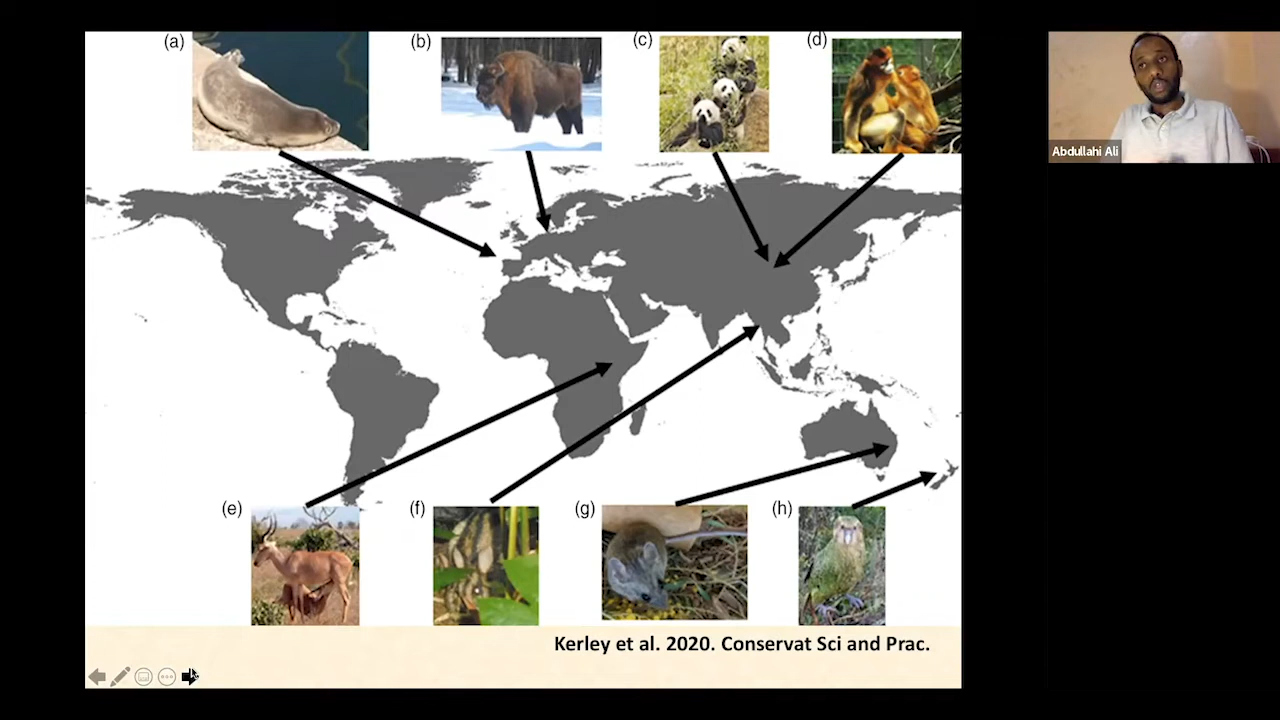 (a)
(b)
(c)
(d)
Abdullahi Ali
(e)
(f)
(g)
(h)
Kerley et al. 2020. Conservat Sci and Prac.